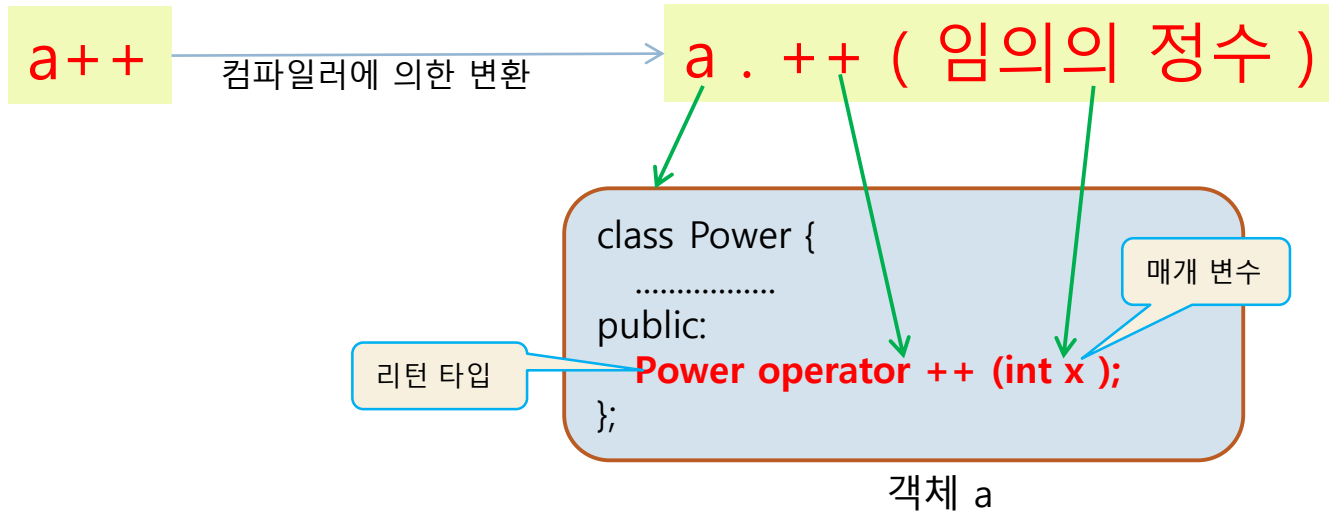 a++
컴파일러에 의한 변환
a . ++ ( 임의의 정수 )
class Power {
.................
public:
Power operator ++ (int x );
};
매개 변수
리턴 타입
객체 a